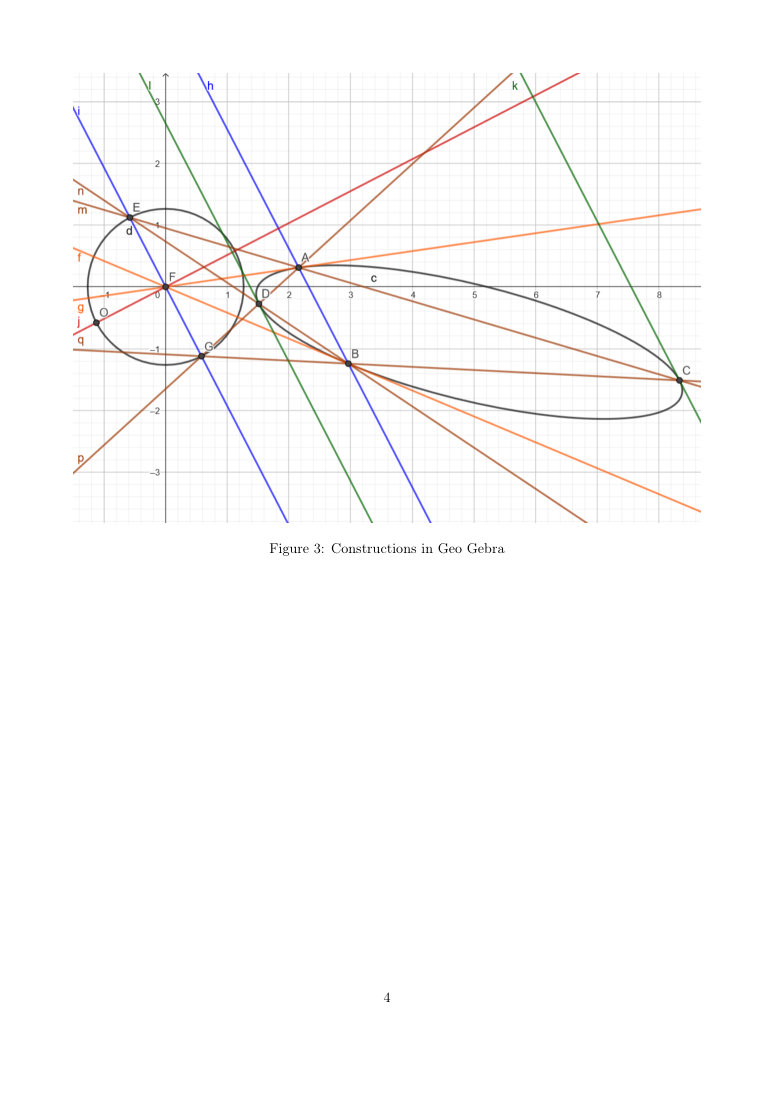 l h k
3
i
2
n E
m 1
d
f A
F c
g -1 0 1 2 3 4 5 6 7 8
D
j O
q G -1 B
C
-2
p -3
Figure 3: Constructions in Geo Gebra
4